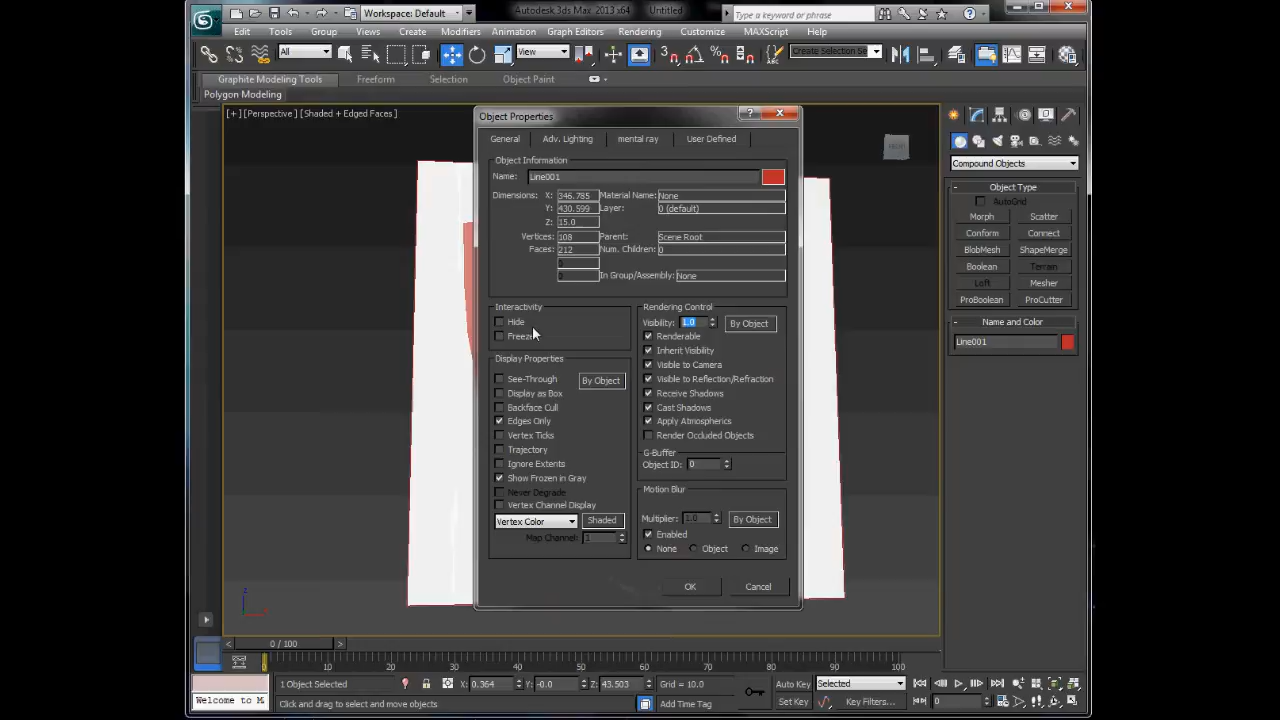 Workspace: Default
Autodesk 3ds Max 2013 x64
Untitled
Type a keyword or phrase
Edit Tools Group Views Create Modifiers Animation Graph Editors Rendering Customize MAXScript Help
All
View
Create Selection Se
Graphite Modeling Tools Freeform Selection Object Paint
Polygon Modeling
[+] [Perspective] [Shaded + Edged Faces]
FRONT
Object Properties
General Adv. Lighting mental ray User Defined
Object Information
Name: Line001
Dimensions: X: 346.785 Material Name: None
Y: 430.599 Layer: 0 (default)
Z: 15.0
Vertices: 108 Parent: Scene Root
Faces: 212 Num. Children: 0
0
0 In Group/Assembly: None
Interactivity
Hide
Freeze
Display Properties
See-Through By Object
Display as Box
Backface Cull
Edges Only
Vertex Ticks
Trajectory
Ignore Extents
Show Frozen in Gray
Never Degrade
Vertex Channel Display
Vertex Color Shaded
Map Channel: 1
Rendering Control
Visibility: 1.0 By Object
Renderable
Inherit Visibility
Visible to Camera
Visible to Reflection/Refraction
Receive Shadows
Cast Shadows
Apply Atmospherics
Render Occluded Objects
G-Buffer
Object ID: 0
Motion Blur
Multiplier: 1.0 By Object
Enabled
None Object Image
OK Cancel
Compound Objects
Object Type
AutoGrid
Morph Scatter
Conform Connect
BlobMesh ShapeMerge
Boolean Terrain
Loft Mesher
ProBoolean ProCutter
Name and Color
Line001
z
0 / 100
0 30 40 50 60 70 80 90 100
1 Object Selected X: 0.364 Y: -0.0 Z: 43.503 Grid = 10.0 Auto Key Selected
Welcome to M Click and drag to select and move objects Add Time Tag Set Key Key Filters... 0